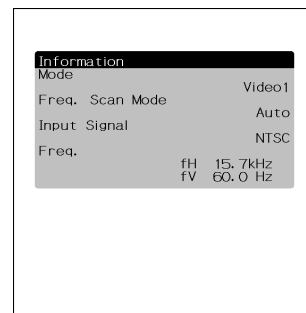 Information
Mode
Video1
Freq. Scan Mode
Auto
Input Signal
NTSC
Freq.
fH 15.7kHz
fV 60.0 Hz